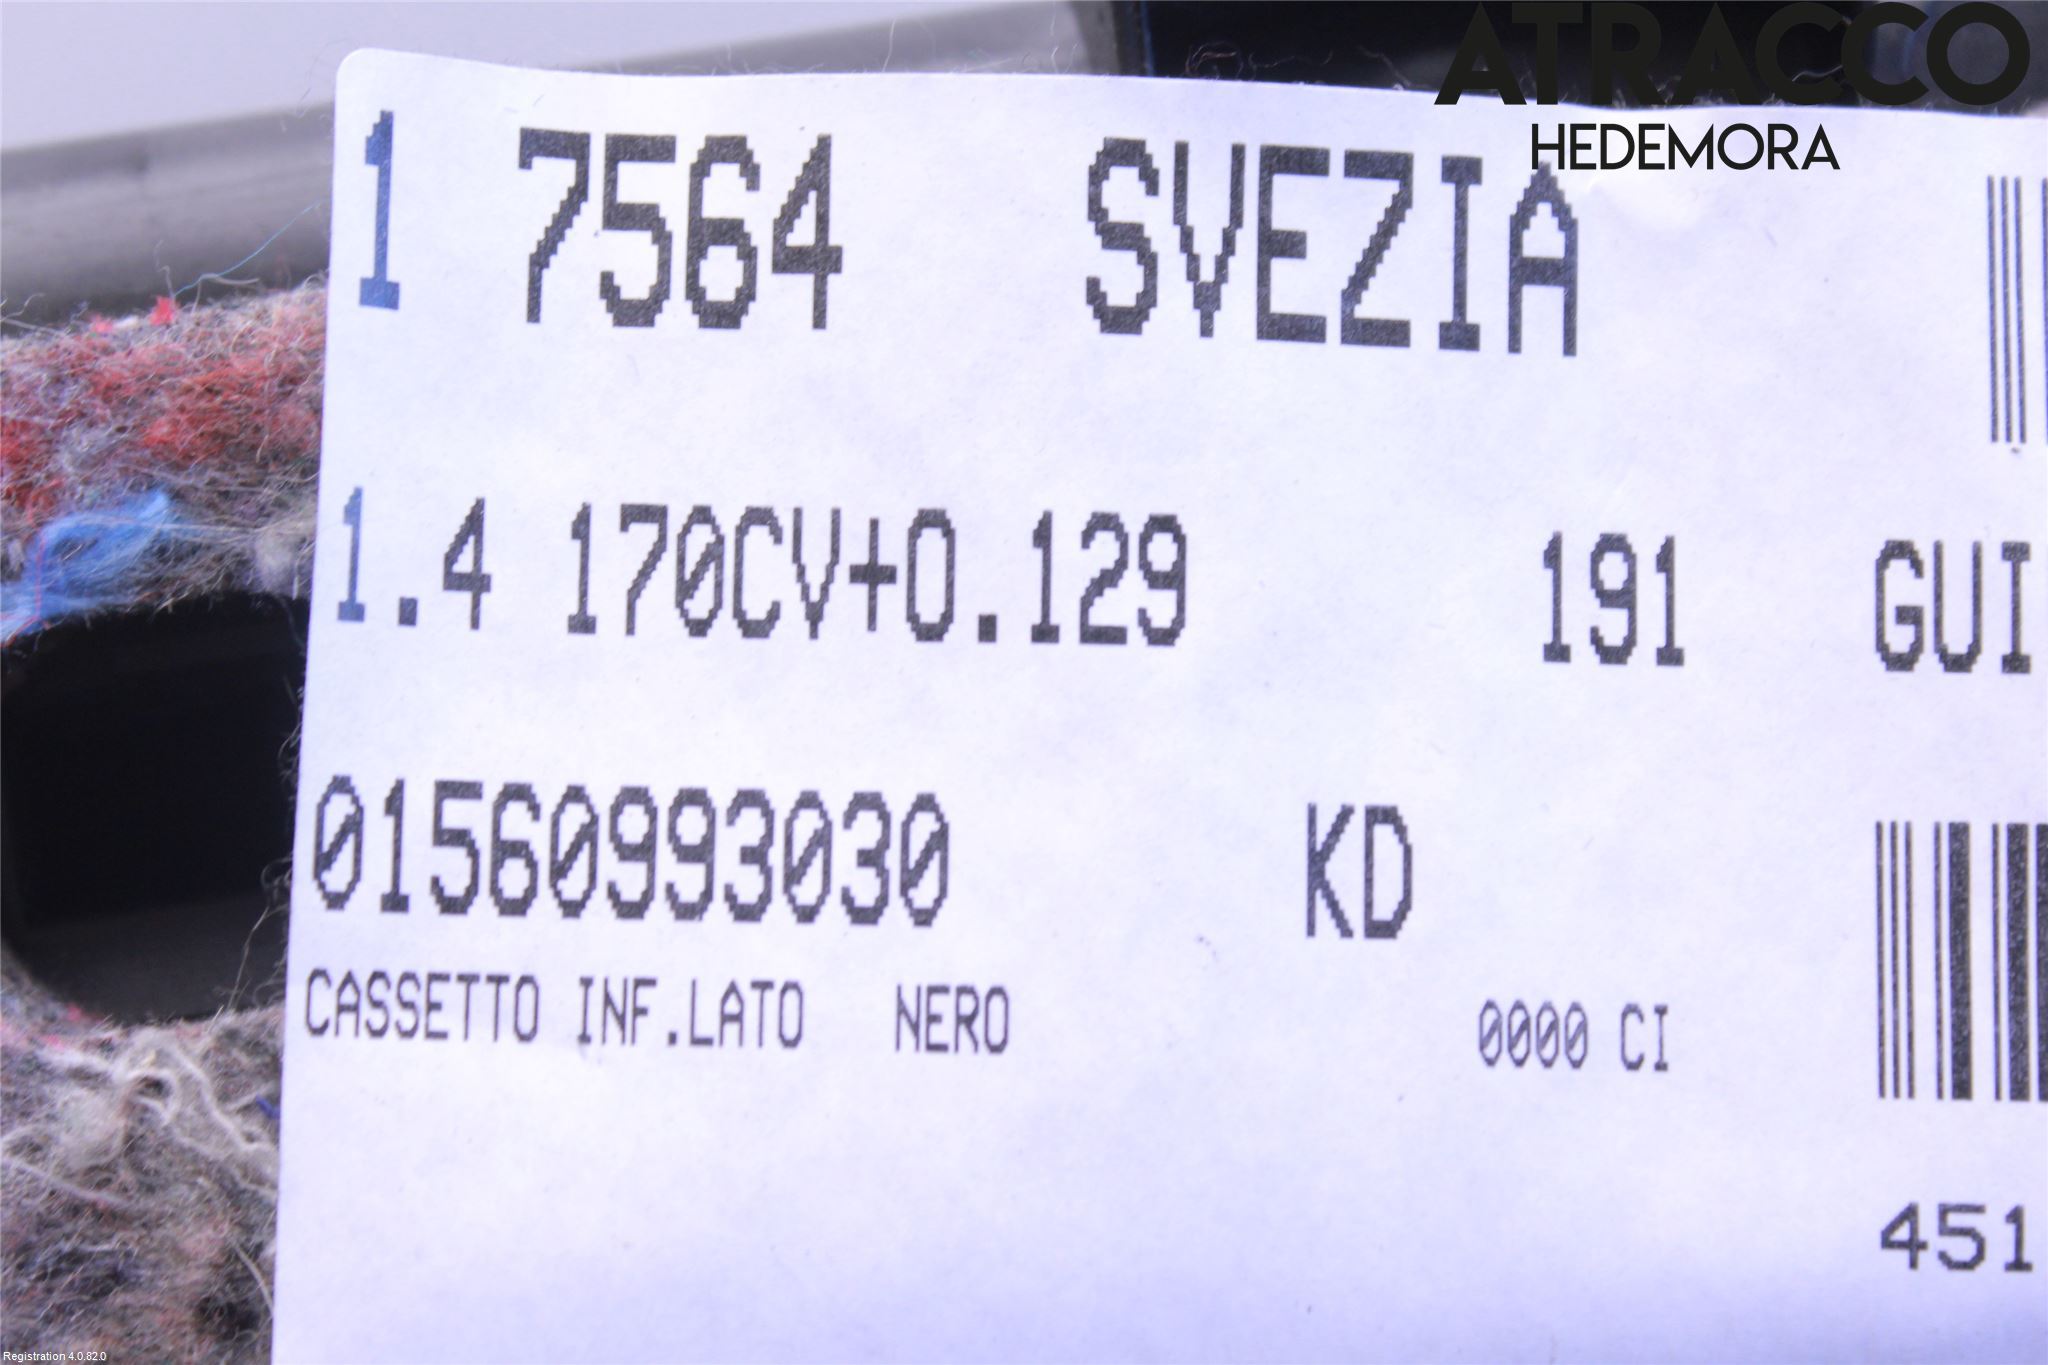 ATRACCO
HEDEMORA
1 7564 SVEZIA
1.4 170CV+0.129 191 GUI
01560993030 KD
CASSETTO INF.LATO NERO 0000 CI
451
Registration 4.0.82.0